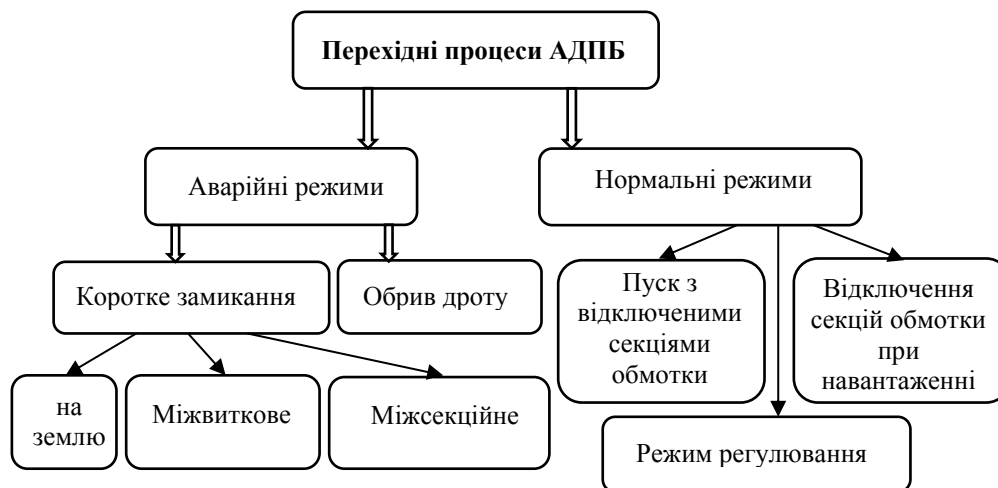 Перехідні процеси АДПБ
Аварійні режими
Нормальні режими
Коротке замикання
Обрив дроту
Пуск з
відключеними
секціями
обмотки
Відключення
секцій обмотки
при
навантаженні
на
землю
Міжвиткове
Міжсекційне
Режим регулювання